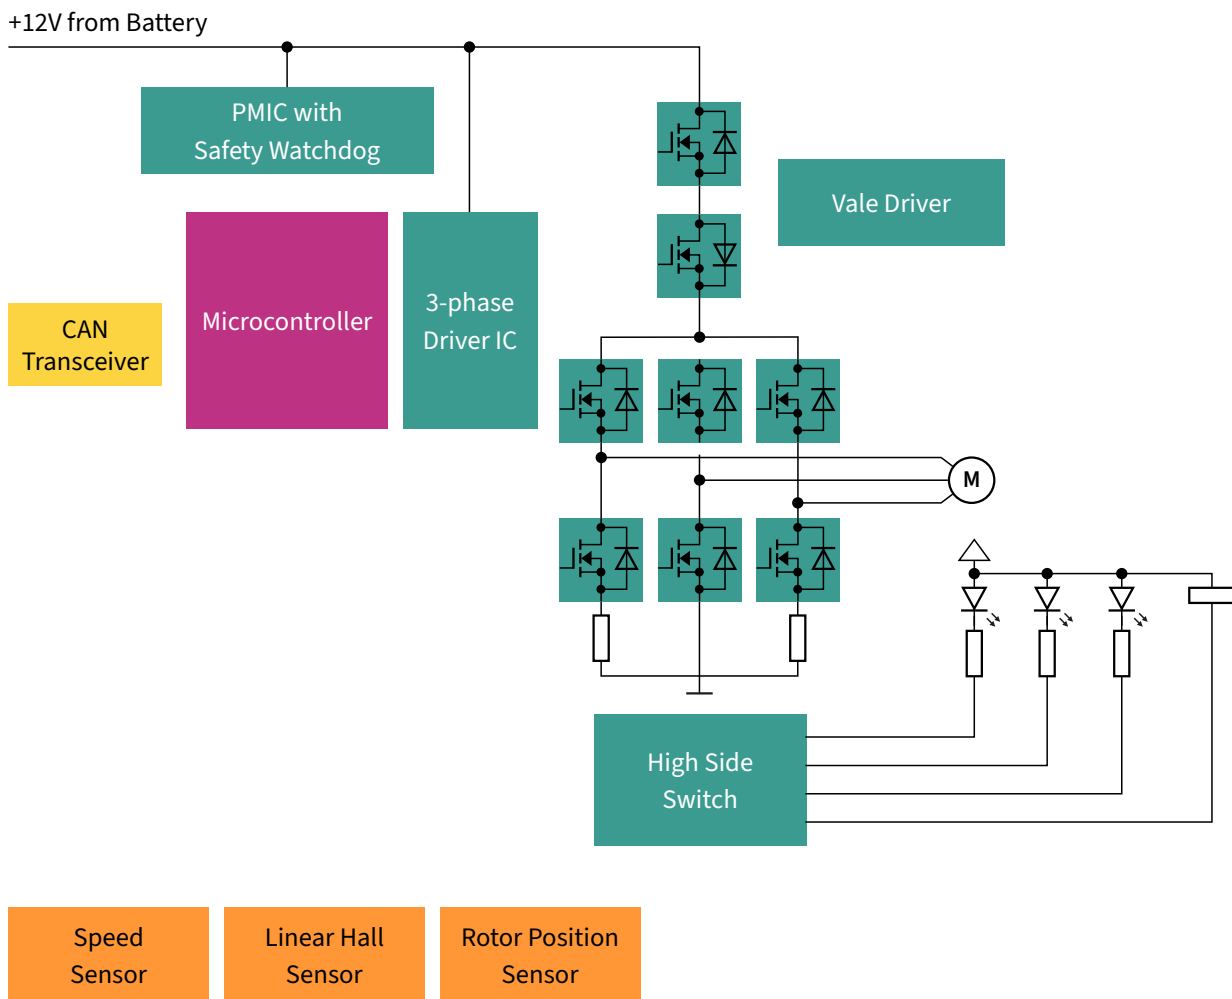 +12V from Battery
PMIC with
Safety Watchdog
Vale Driver
Microcontroller
3-phase
Driver IC
CAN
Transceiver
M
High Side
Switch
Speed
Sensor
Linear Hall
Sensor
Rotor Position
Sensor